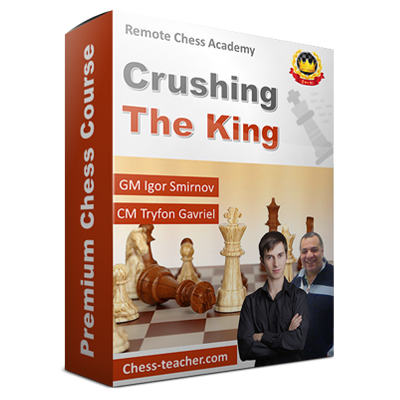 Remote Chess Academy
Crushing
The King
GM Igor Smirnov
CM Tryfon Gavriel
Chess-teacher.com
Premium Chess Course